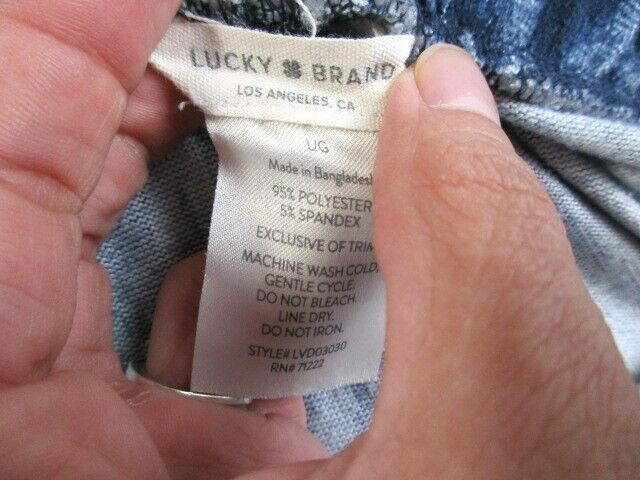 LUCKY BRAND
LOS ANGELES, CA
L/G
Made in Bangladesh
95% POLYESTER
5% SPANDEX
EXCLUSIVE OF TRIM
MACHINE WASH COLD,
GENTLE CYCLE.
DO NOT BLEACH.
LINE DRY.
DO NOT IRON.
STYLE# LVD03030
RN# 71222